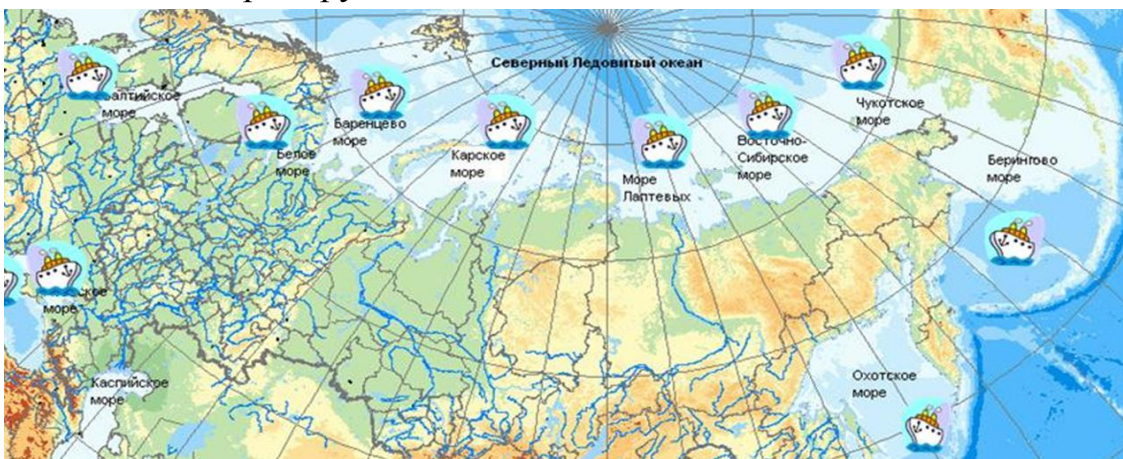 Северный Ледовитый океан
Балтийское
море
Баренцево
море
Белое
море
Карское
море
Море
Лаптевых
Восточно-
Сибирское
море
Чукотское
море
Берингово
море
море
Каспийское
море
Охотское
море